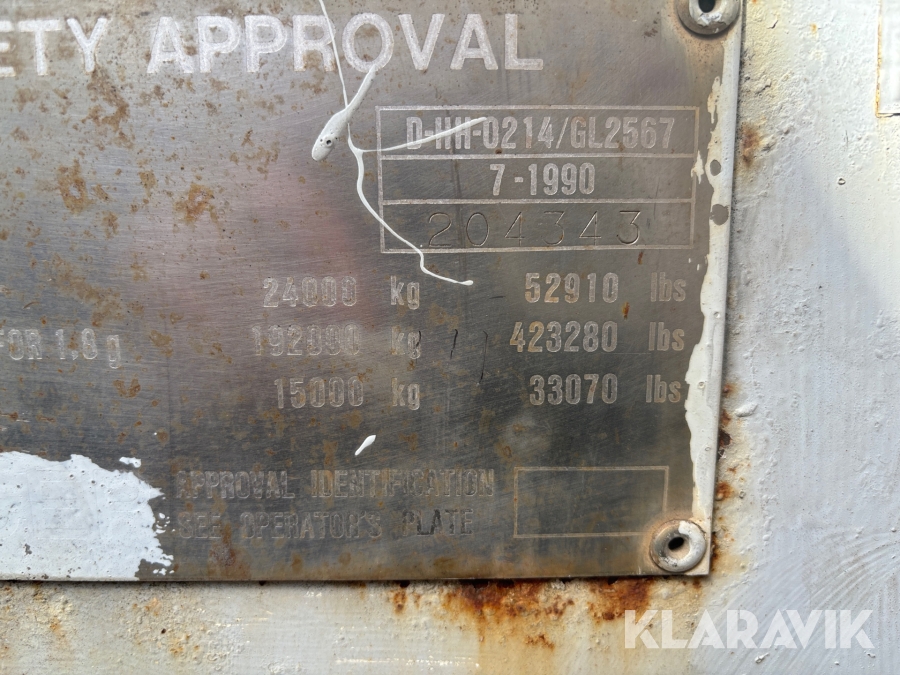 ETY APPROVAL
D-HH-0214/GL2567
7-1990
204343
24000 kg 52910 lbs
FOR 1,8 g 192000 kg 423280 lbs
15000 kg 33070 lbs
APPROVAL IDENTIFICATION
SEE OPERATOR'S PLATE
KLARAVIK